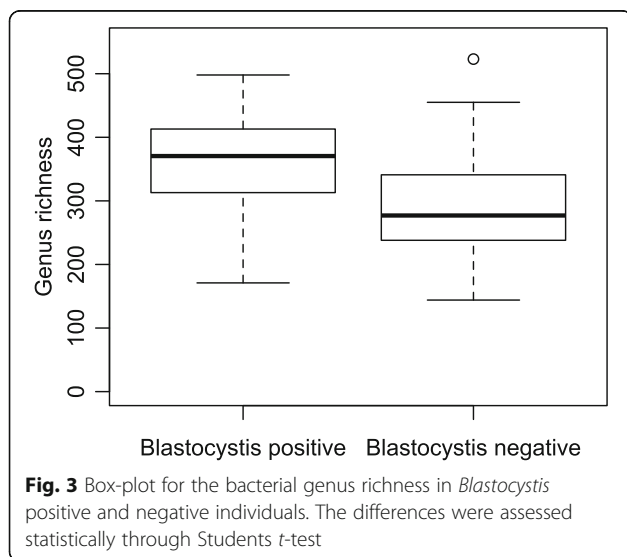 500
400
300
200
100
0
Genus richness
Blastocystis positive
Blastocystis negative
Fig. 3 Box-plot for the bacterial genus richness in Blastocystis
positive and negative individuals. The differences were assessed
statistically through Students t-test